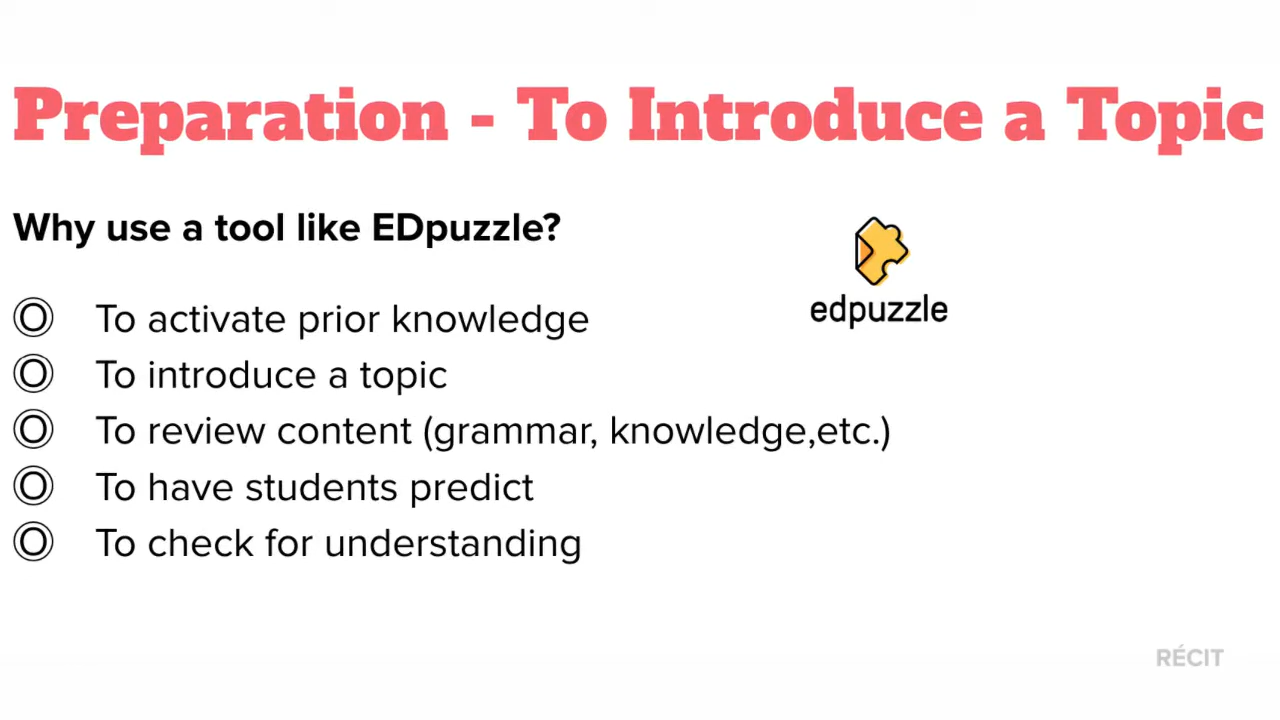 Preparation - To Introduce a Topic
Why use a tool like EDpuzzle?
To activate prior knowledge
To introduce a topic
To review content (grammar, knowledge,etc.)
To have students predict
To check for understanding
edpuzzle
RÉCIT